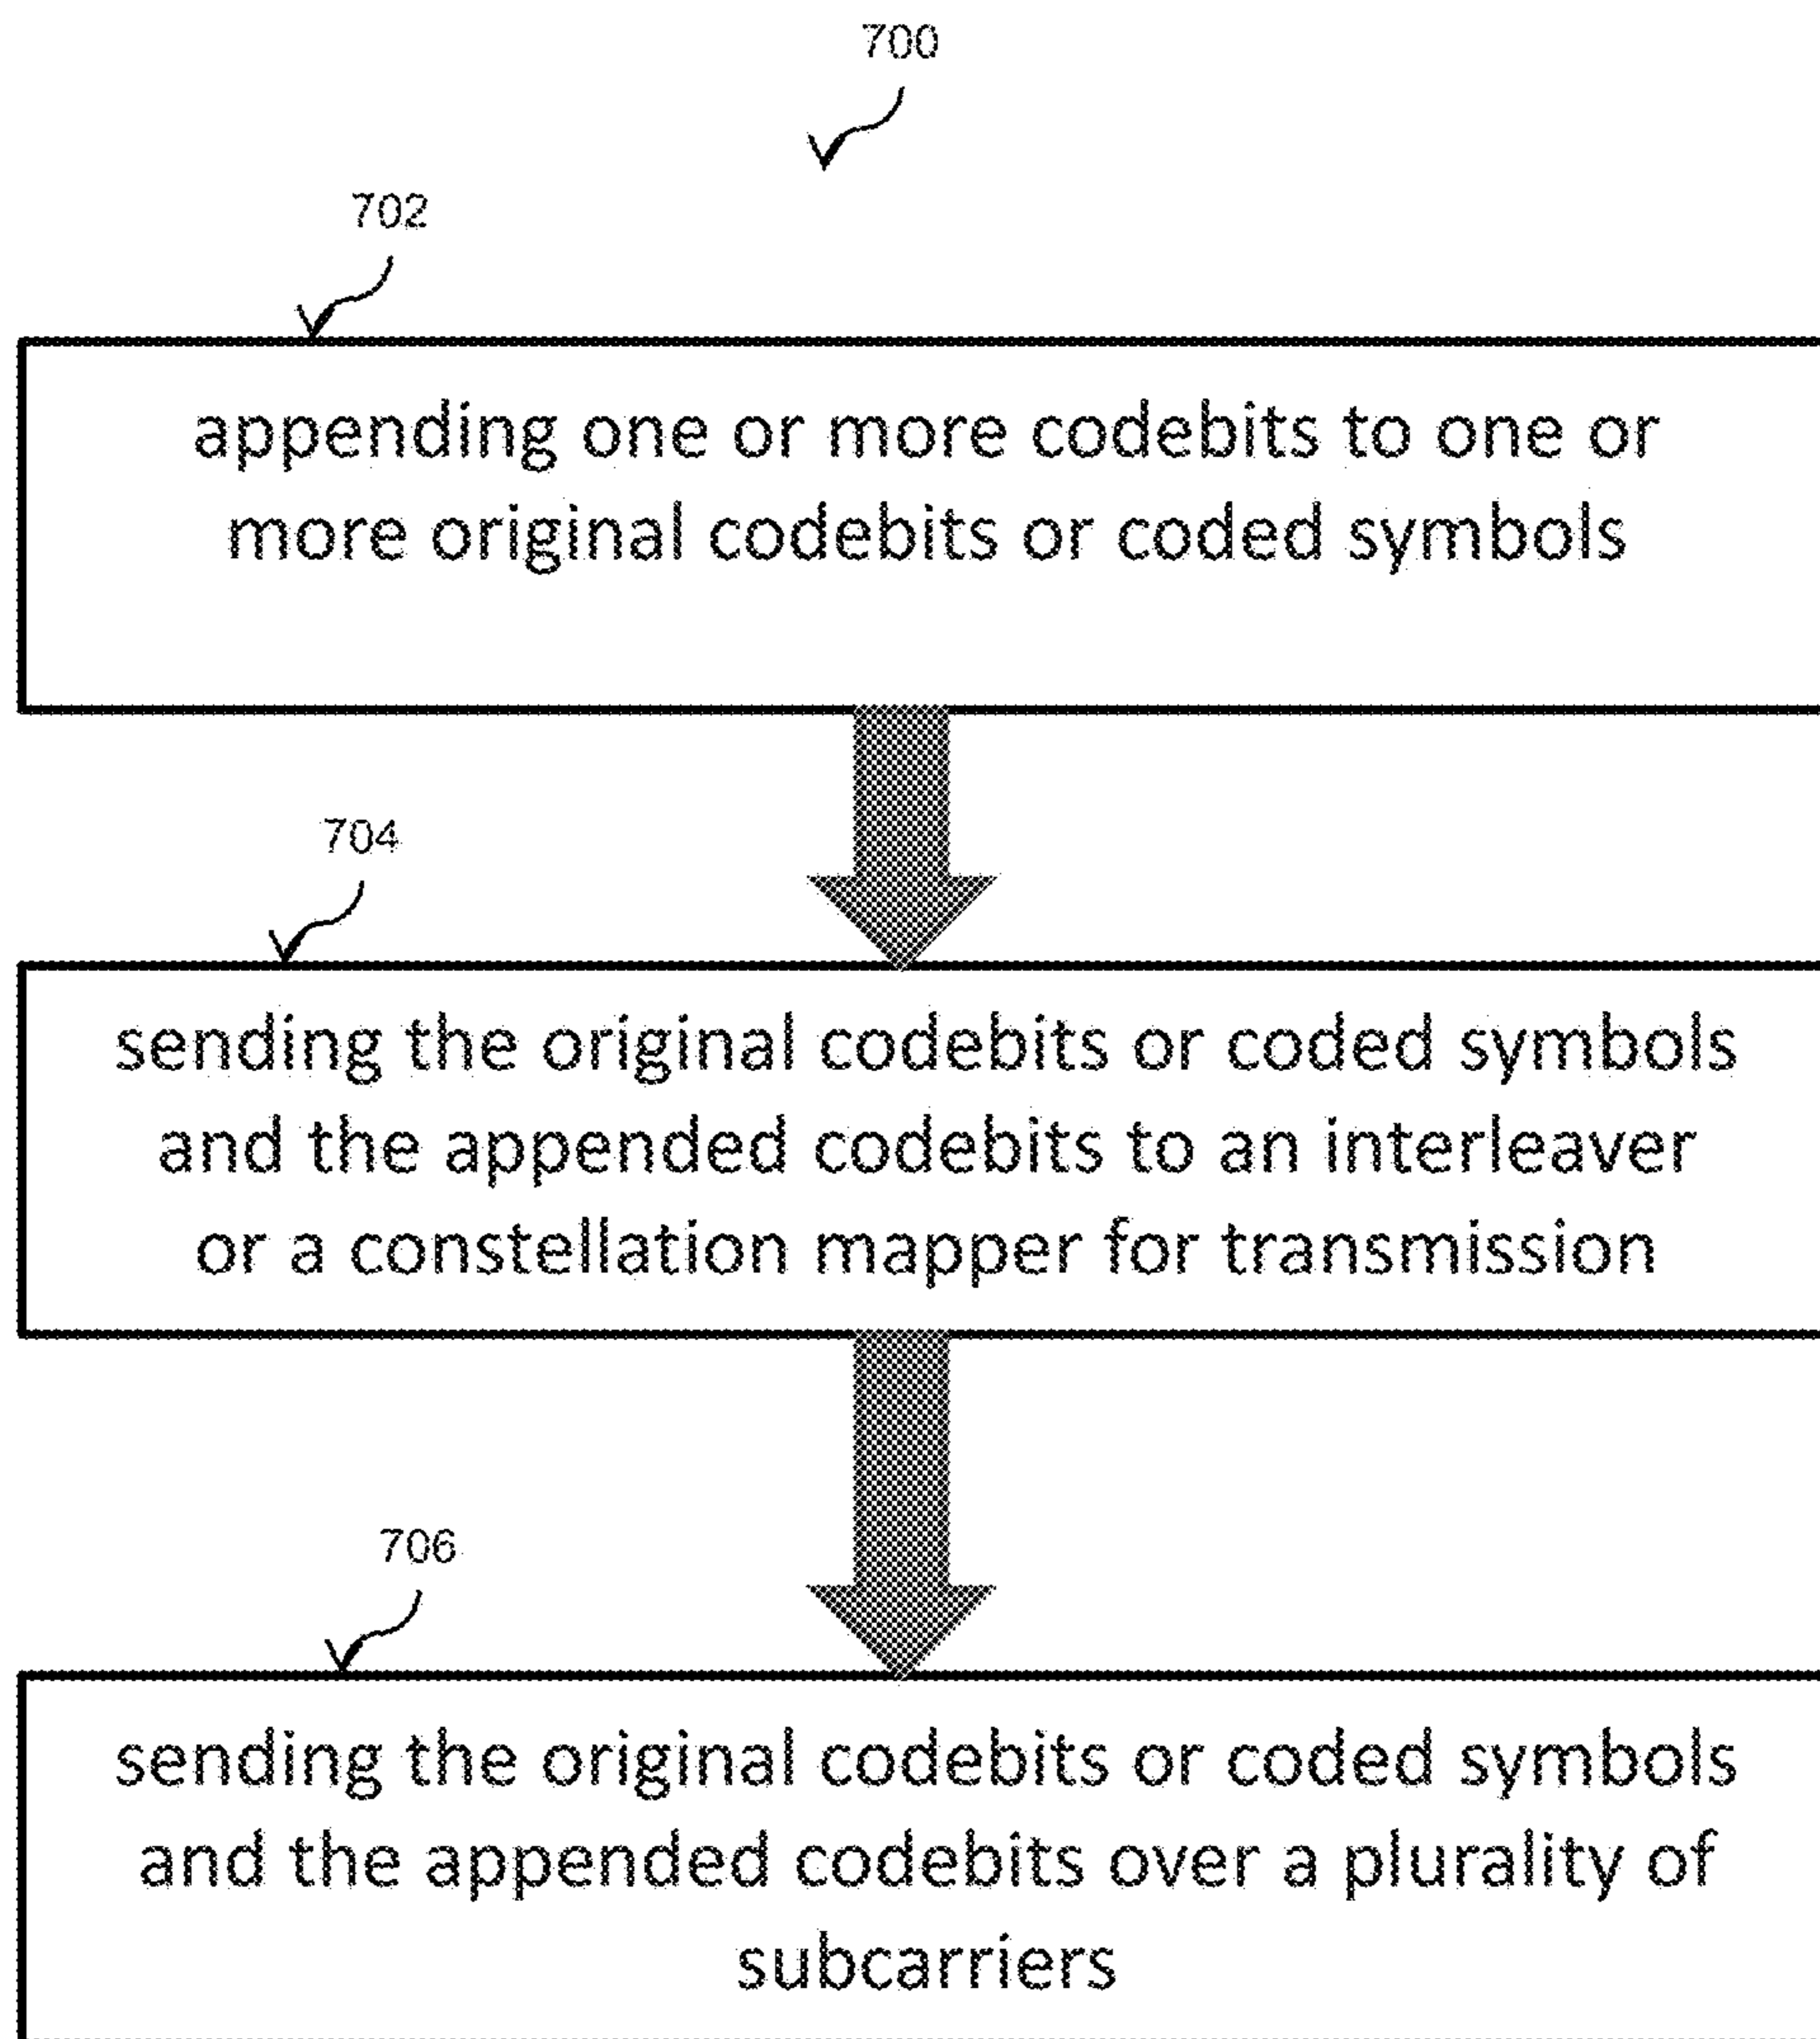 700
702
appending one or more codebits to one or
more original codebits or coded symbols
704
sending the original codebits or coded symbols
and the appended codebits to an interleaver
or a constellation mapper for transmission
706
sending the original codebits or coded symbols
and the appended codebits over a plurality of
subcarriers